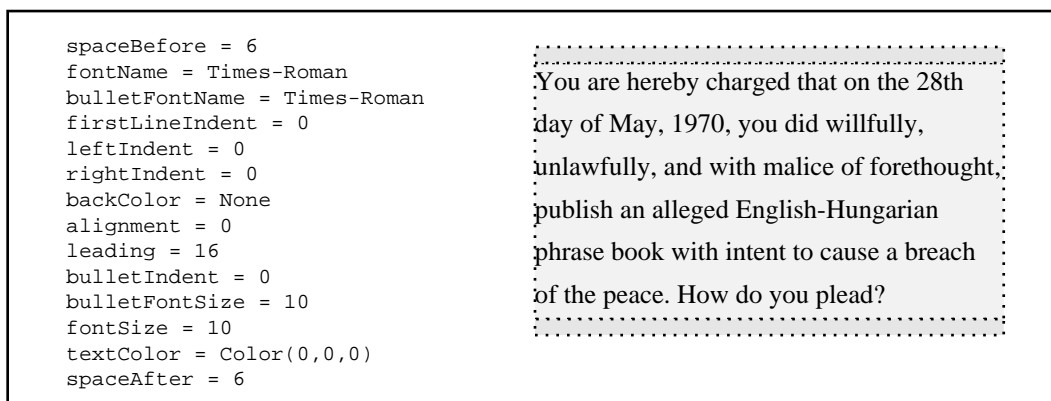 spaceBefore = 6
fontName = Times-Roman
bulletFontName = Times-Roman
firstLineIndent = 0
leftIndent = 0
rightIndent = 0
backColor = None
alignment = 0
leading = 16
bulletIndent = 0
bulletFontSize = 10
fontSize = 10
textColor = Color(0,0,0)
spaceAfter = 6
You are hereby charged that on the 28th
day of May, 1970, you did willfully,
unlawfully, and with malice of forethought,
publish an alleged English-Hungarian
phrase book with intent to cause a breach
of the peace. How do you plead?